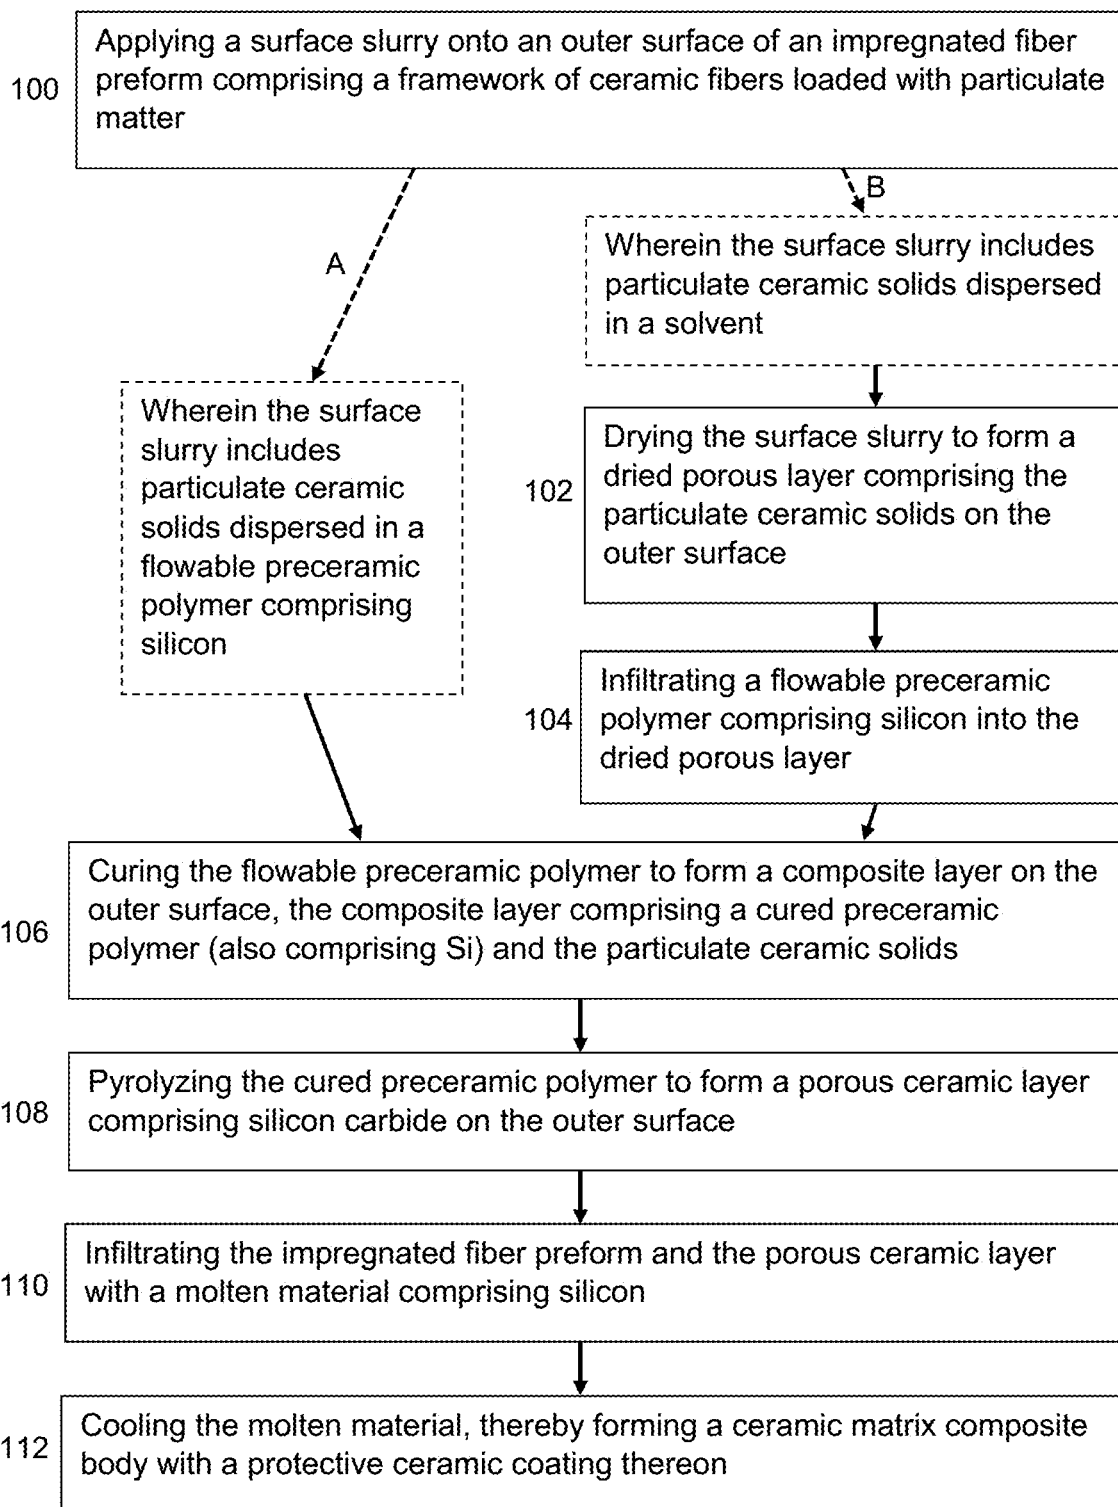 100
Applying a surface slurry onto an outer surface of an impregnated fiber
preform comprising a framework of ceramic fibers loaded with particulate
matter
A
B
Wherein the surface slurry includes
particulate ceramic solids dispersed
in a solvent
Wherein the surface
slurry includes
particulate ceramic
solids dispersed in a
flowable preceramic
polymer comprising
silicon
102
Drying the surface slurry to form a
dried porous layer comprising the
particulate ceramic solids on the
outer surface
104
Infiltrating a flowable preceramic
polymer comprising silicon into the
dried porous layer
106
Curing the flowable preceramic polymer to form a composite layer on the
outer surface, the composite layer comprising a cured preceramic
polymer (also comprising Si) and the particulate ceramic solids
108
Pyrolyzing the cured preceramic polymer to form a porous ceramic layer
comprising silicon carbide on the outer surface
110
Infiltrating the impregnated fiber preform and the porous ceramic layer
with a molten material comprising silicon
112
Cooling the molten material, thereby forming a ceramic matrix composite
body with a protective ceramic coating thereon